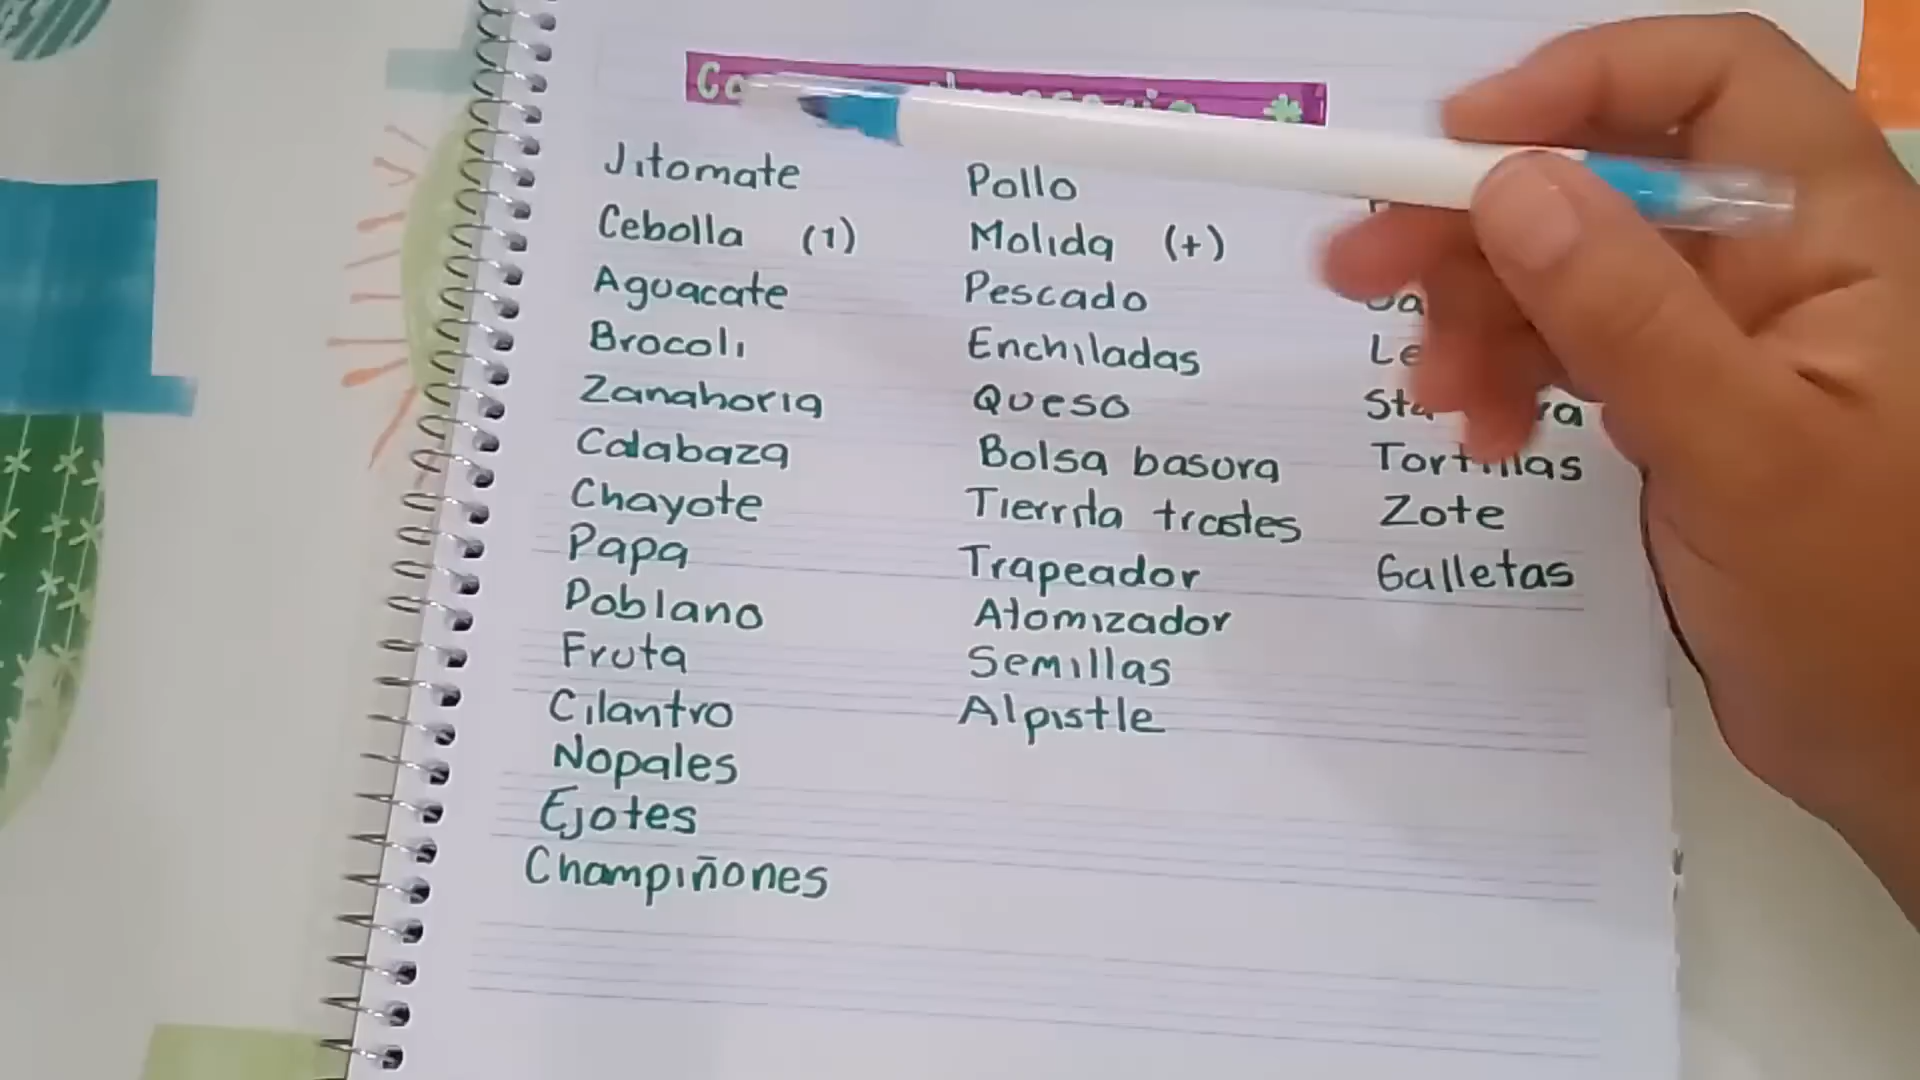 Jitomate
Cebolla (1)
Aguacate
Brocoli
Zanahoria
Calabaza
Chayote
Papa
Poblano
Fruta
Cilantro
Nopales
Ejotes
Champiñones
Pollo
Molida (+)
Pescado
Enchiladas
Queso
Bolsa basura
Tierrita trastes
Trapeador
Atomizador
Semillas
Alpistle
Tortillas
Zote
Galletas